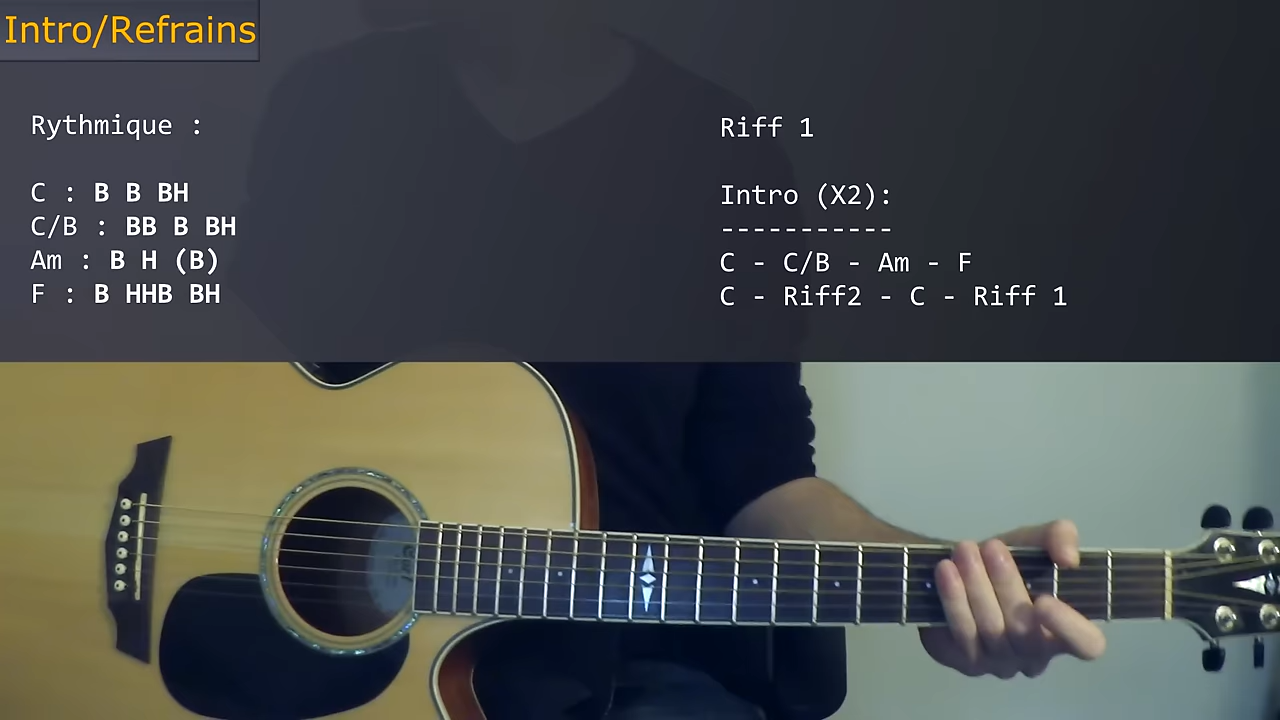 Intro/Refrains
Rythmique :
C : B B BH
C/B : BB B BH
Am : B H (B)
F : B HHB BH
Riff 1
Intro (X2):
-----------
C - C/B - Am - F
C - Riff2 - C - Riff 1